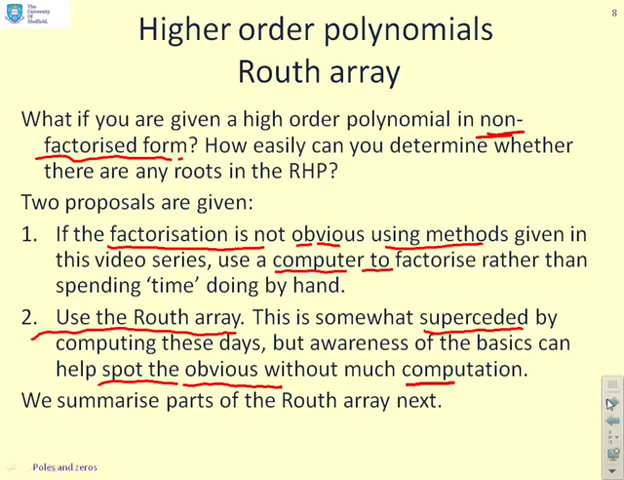 The
University
Of
Sheffield.
8
Higher order polynomials
Routh array
What if you are given a high order polynomial in non-
factorised form? How easily can you determine whether
there are any roots in the RHP?
Two proposals are given:
1. If the factorisation is not obvious using methods given in
this video series, use a computer to factorise rather than
spending ‘time’ doing by hand.
2. Use the Routh array. This is somewhat superceded by
computing these days, but awareness of the basics can
help spot the obvious without much computation.
We summarise parts of the Routh array next.
Poles and zeros